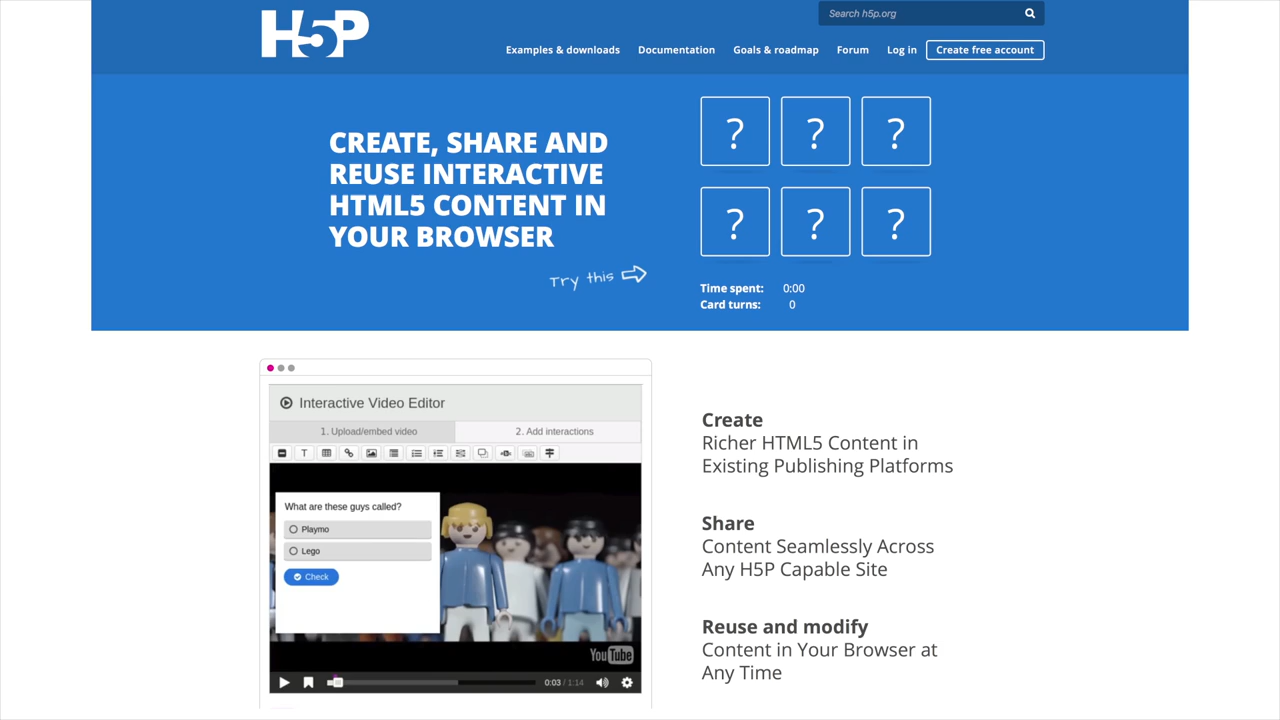 H5P
Search h5p.org
Examples & downloads Documentation Goals & roadmap Forum Log in Create free account
CREATE, SHARE AND
REUSE INTERACTIVE
HTML5 CONTENT IN
YOUR BROWSER
Try this
? ? ?
? ? ?
Time spent: 0:00
Card turns: 0
Interactive Video Editor
1. Upload/embed video 2. Add interactions
T
What are these guys called?
Playmo
Lego
Check
YouTube
0:03 / 1:14
Create
Richer HTML5 Content in
Existing Publishing Platforms
Share
Content Seamlessly Across
Any H5P Capable Site
Reuse and modify
Content in Your Browser at
Any Time